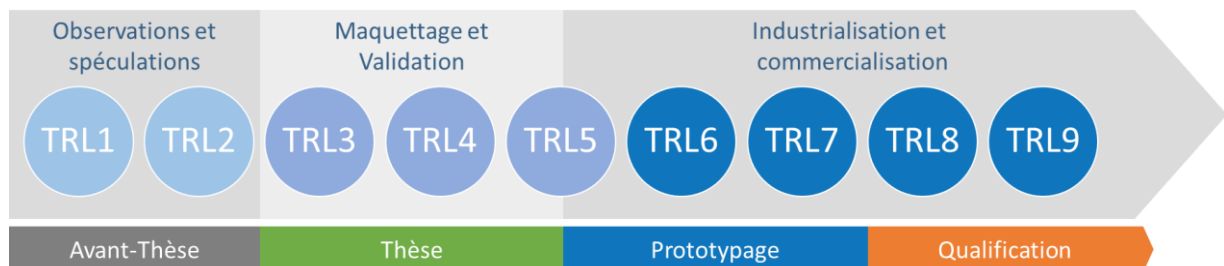 Observations et
spéculations
Maquettage et
Validation
Industrialisation et
commercialisation
TRL1 TRL2 TRL3 TRL4 TRL5 TRL6 TRL7 TRL8 TRL9
Avant-Thèse Thèse Prototypage Qualification